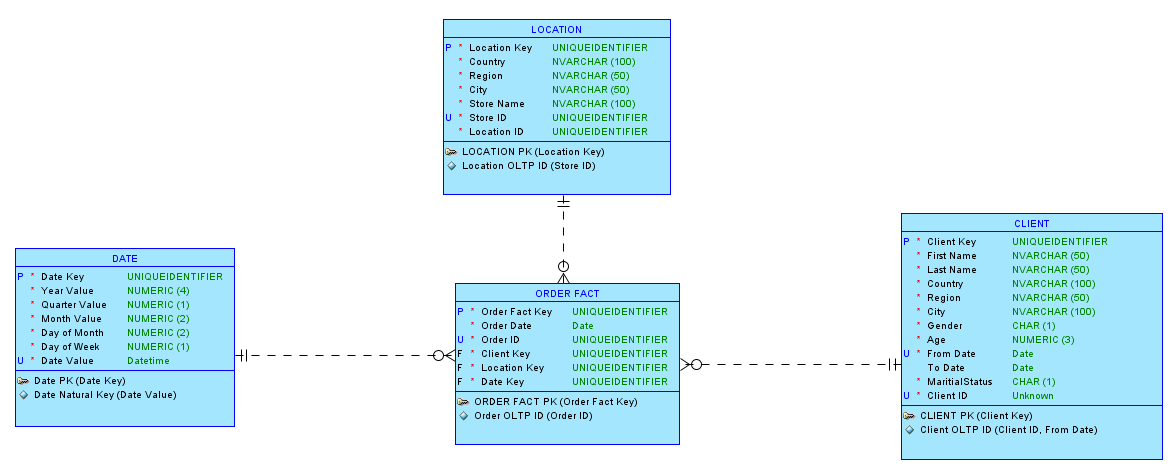 LOCATION
P * Location Key UNIQUEIDENTIFIER
* Country NVARCHAR (100)
* Region NVARCHAR (50)
* City NVARCHAR (50)
* Store Name NVARCHAR (100)
U * Store ID UNIQUEIDENTIFIER
* Location ID UNIQUEIDENTIFIER
LOCATION PK (Location Key)
Location OLTP ID (Store ID)
DATE
P * Date Key UNIQUEIDENTIFIER
* Year Value NUMERIC (4)
* Quarter Value NUMERIC (1)
* Month Value NUMERIC (2)
* Day of Month NUMERIC (2)
* Day of Week NUMERIC (1)
U * Date Value Datetime
Date PK (Date Key)
Date Natural Key (Date Value)
ORDER FACT
P * Order Fact Key UNIQUEIDENTIFIER
* Order Date Date
U * Order ID UNIQUEIDENTIFIER
F * Client Key UNIQUEIDENTIFIER
F * Location Key UNIQUEIDENTIFIER
F * Date Key UNIQUEIDENTIFIER
ORDER FACT PK (Order Fact Key)
Order OLTP ID (Order ID)
CLIENT
P * Client Key UNIQUEIDENTIFIER
* First Name NVARCHAR (50)
* Last Name NVARCHAR (50)
* Country NVARCHAR (100)
* Region NVARCHAR (50)
* City NVARCHAR (100)
* Gender CHAR (1)
* Age NUMERIC (3)
U * From Date Date
To Date Date
* MaritialStatus CHAR (1)
U * Client ID Unknown
CLIENT PK (Client Key)
Client OLTP ID (Client ID, From Date)